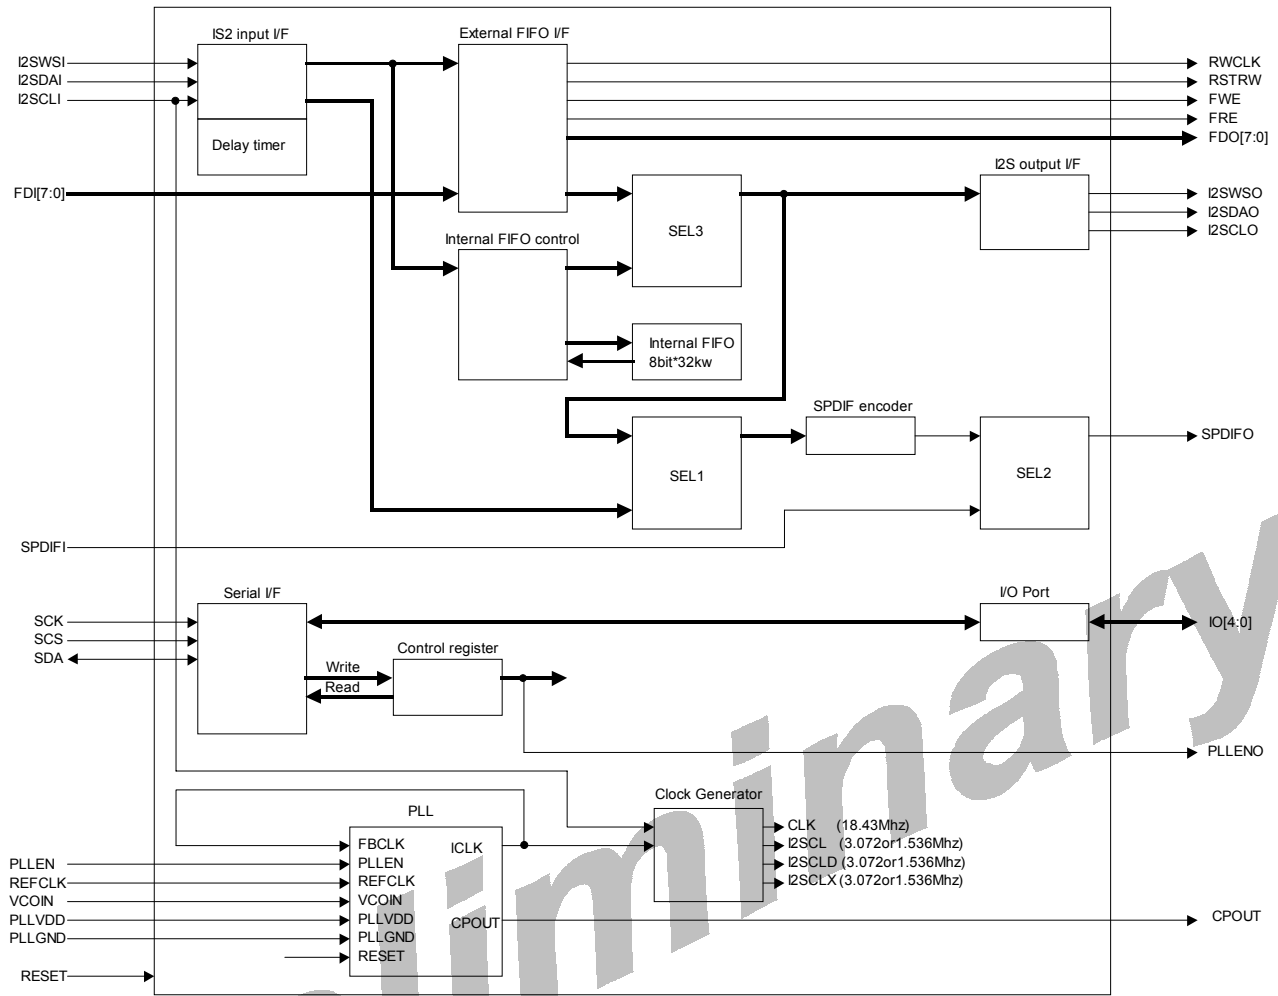 IS2 input I/F
External FIFO I/F
I2SWSI
I2SDAI
I2SCLI
Delay timer
RWCLK
RSTRW
FWE
FRE
FDO[7:0]
FDI[7:0]
I2S output I/F
I2SWSO
I2SDAO
I2SCLO
SEL3
Internal FIFO control
Internal FIFO
8bit*32kw
SPDIF encoder
SEL1
SEL2
SPDIFO
SPDIFI
Serial I/F
I/O Port
SCK
SCS
SDA
IO[4:0]
Write
Read
Control register
PLLENO
Clock Generator
PLL
CLK (18.43Mhz)
I2SCL (3.072or1.536Mhz)
I2SCLD (3.072or1.536Mhz)
I2SCLX (3.072or1.536Mhz)
FBCLK
PLLEN
REFCLK
VCOIN
PLLVDD
PLLGND
RESET
ICLK
CPOUT
PLLEN
REFCLK
VCOIN
PLLVDD
PLLGND
RESET
CPOUT
eliminary